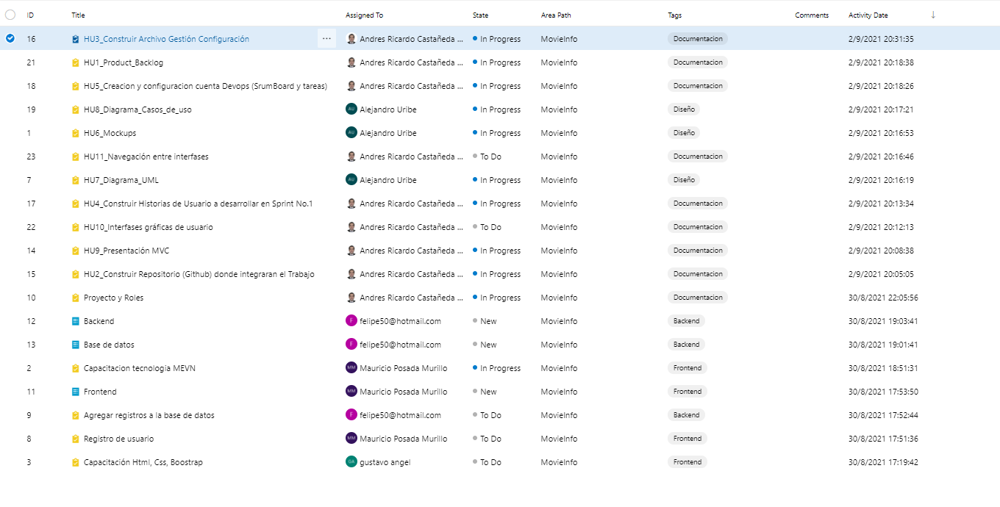 ID Title Assigned To State Area Path Tags Comments Activity Date ↓
16 HU3_Construir Archivo Gestión Configuración ... Andres Ricardo Castañeda ... In Progress MovieInfo Documentacion 2/9/2021 20:31:35
21 HU1_Product_Backlog Andres Ricardo Castañeda ... In Progress MovieInfo Documentacion 2/9/2021 20:18:38
18 HU5_Creacion y configuracion cuenta Devops (SrumBoard y tareas) Andres Ricardo Castañeda ... In Progress MovieInfo Documentacion 2/9/2021 20:18:26
19 HU8_Diagrama_Casos_de_uso AU Alejandro Uribe In Progress MovieInfo Diseño 2/9/2021 20:17:21
1 HU6_Mockups AU Alejandro Uribe In Progress MovieInfo Diseño 2/9/2021 20:16:53
23 HU11_Navegación entre interfases Andres Ricardo Castañeda ... To Do MovieInfo Documentacion 2/9/2021 20:16:46
7 HU7_Diagrama_UML AU Alejandro Uribe In Progress MovieInfo Diseño 2/9/2021 20:16:19
17 HU4_Construir Historias de Usuario a desarrollar en Sprint No.1 Andres Ricardo Castañeda ... In Progress MovieInfo Documentacion 2/9/2021 20:13:34
22 HU10_Interfases gráficas de usuario Andres Ricardo Castañeda ... To Do MovieInfo Documentacion 2/9/2021 20:12:13
14 HU9_Presentación MVC Andres Ricardo Castañeda ... In Progress MovieInfo Documentacion 2/9/2021 20:08:38
15 HU2_Construir Repositorio (Github) donde integraran el Trabajo Andres Ricardo Castañeda ... In Progress MovieInfo Documentacion 2/9/2021 20:05:05
10 Proyecto y Roles Andres Ricardo Castañeda ... In Progress MovieInfo Documentacion 30/8/2021 22:05:56
12 Backend F felipe50@hotmail.com New MovieInfo Backend 30/8/2021 19:03:41
13 Base de datos F felipe50@hotmail.com New MovieInfo Backend 30/8/2021 19:01:41
2 Capacitacion tecnologia MEVN MM Mauricio Posada Murillo In Progress MovieInfo Frontend 30/8/2021 18:51:31
11 Frontend MM Mauricio Posada Murillo New MovieInfo Frontend 30/8/2021 17:53:50
9 Agregar registros a la base de datos F felipe50@hotmail.com To Do MovieInfo Backend 30/8/2021 17:52:44
8 Registro de usuario MM Mauricio Posada Murillo To Do MovieInfo Frontend 30/8/2021 17:51:36
3 Capacitación Html, Css, Boostrap GA gustavo angel To Do MovieInfo Frontend 30/8/2021 17:19:42